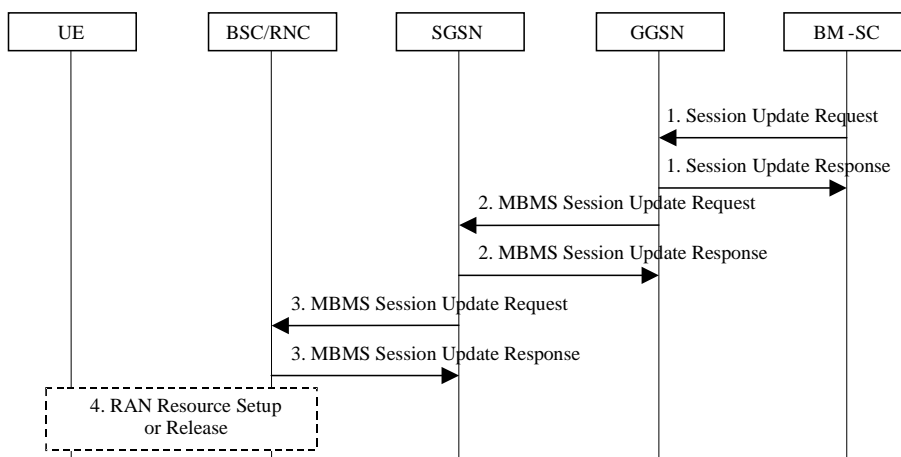 UE
BSC/RNC
SGSN
GGSN
BM-SC
1. Session Update Request
1. Session Update Response
2. MBMS Session Update Request
2. MBMS Session Update Response
3. MBMS Session Update Request
3. MBMS Session Update Response
4. RAN Resource Setup
or Release